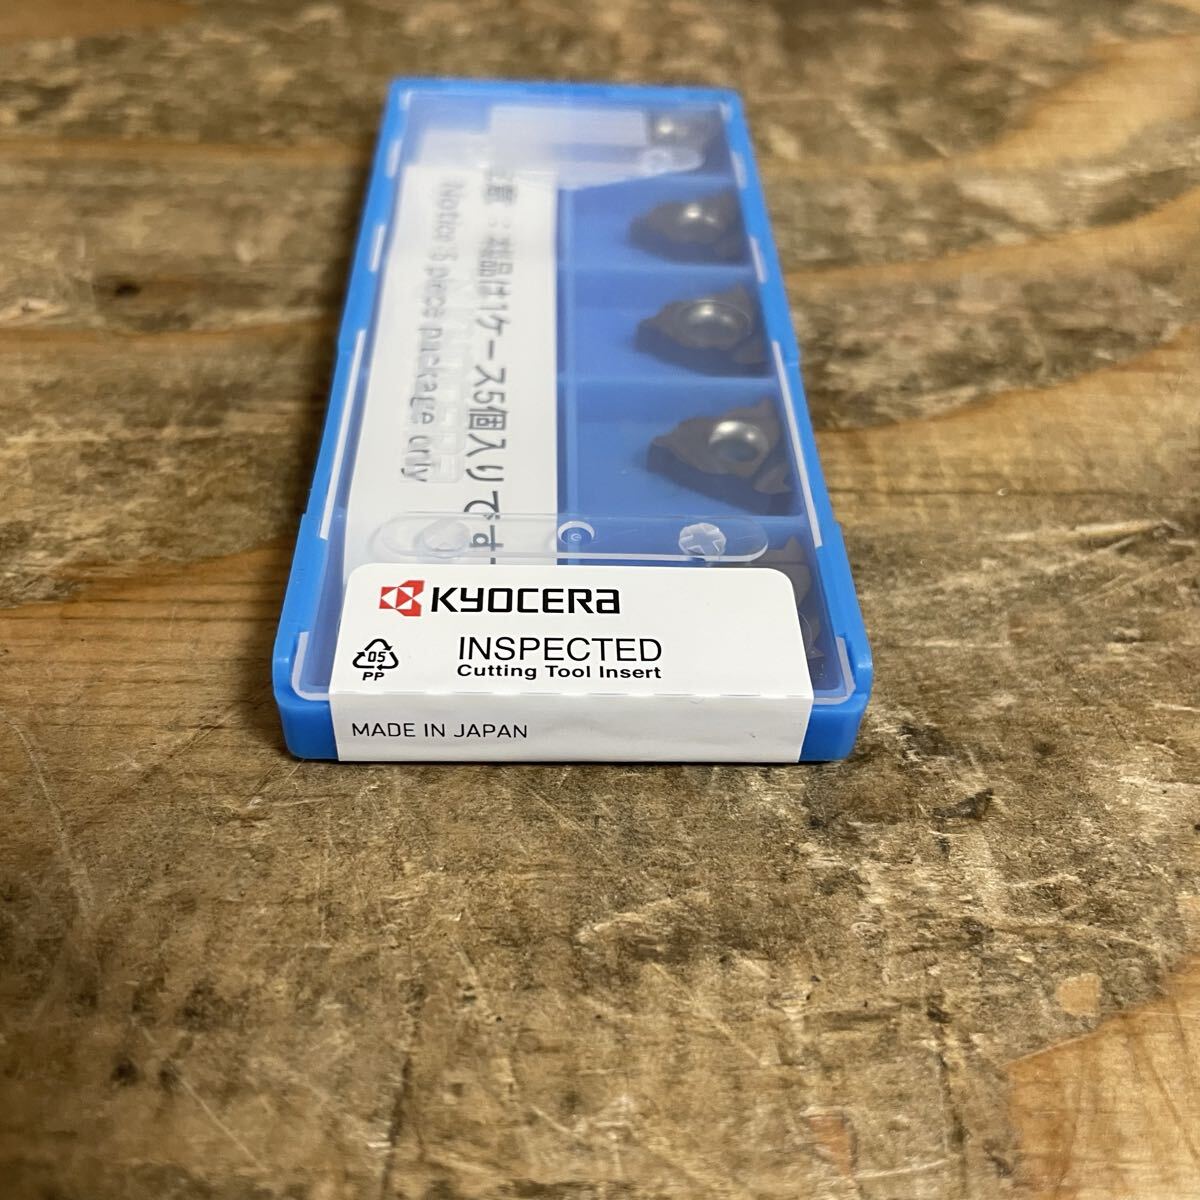 注意：本品は1ケース5個入りです。
Notice:5 piece package only
KYOCERA
INSPECTED
Cutting Tool Insert
05
PP
MADE IN JAPAN